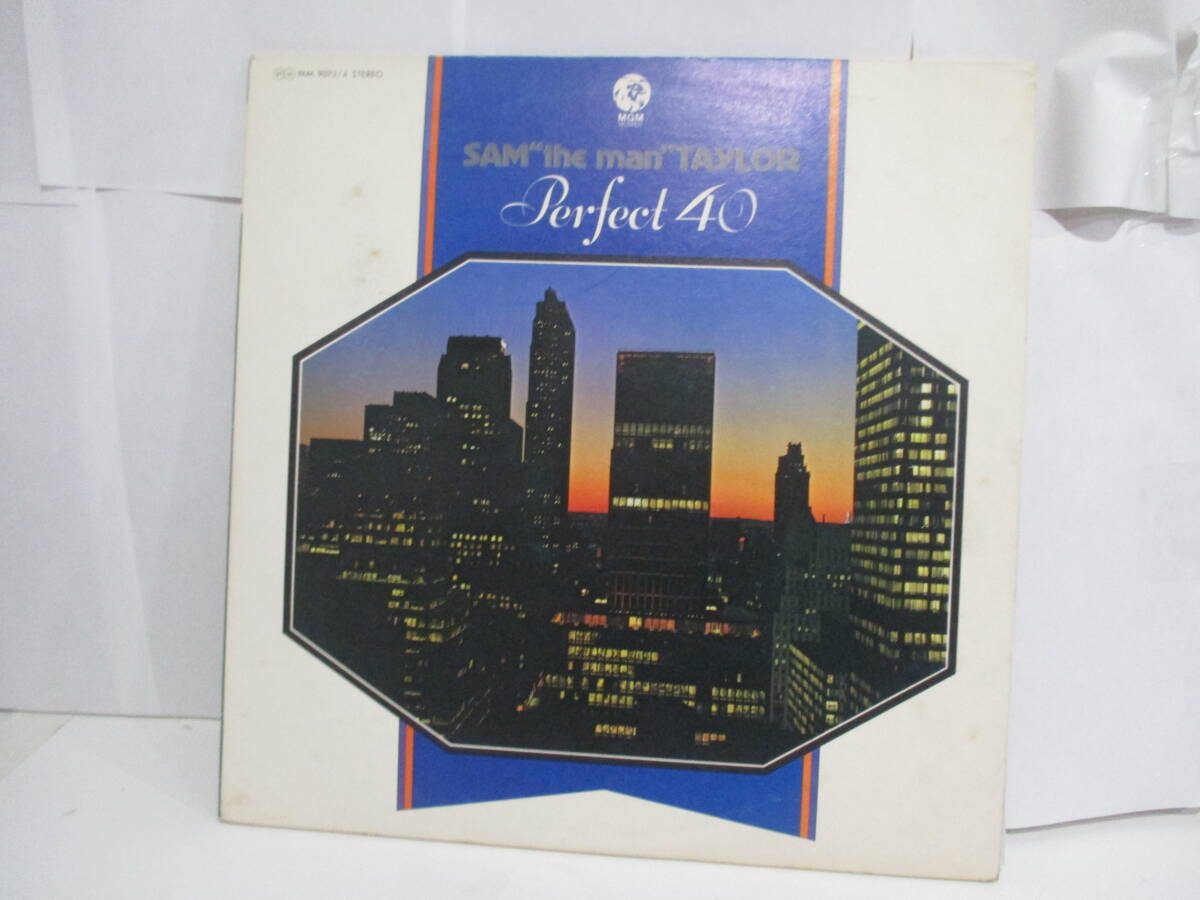 STEREO
MGM
SAM "the man" TAYLOR
Perfect 40